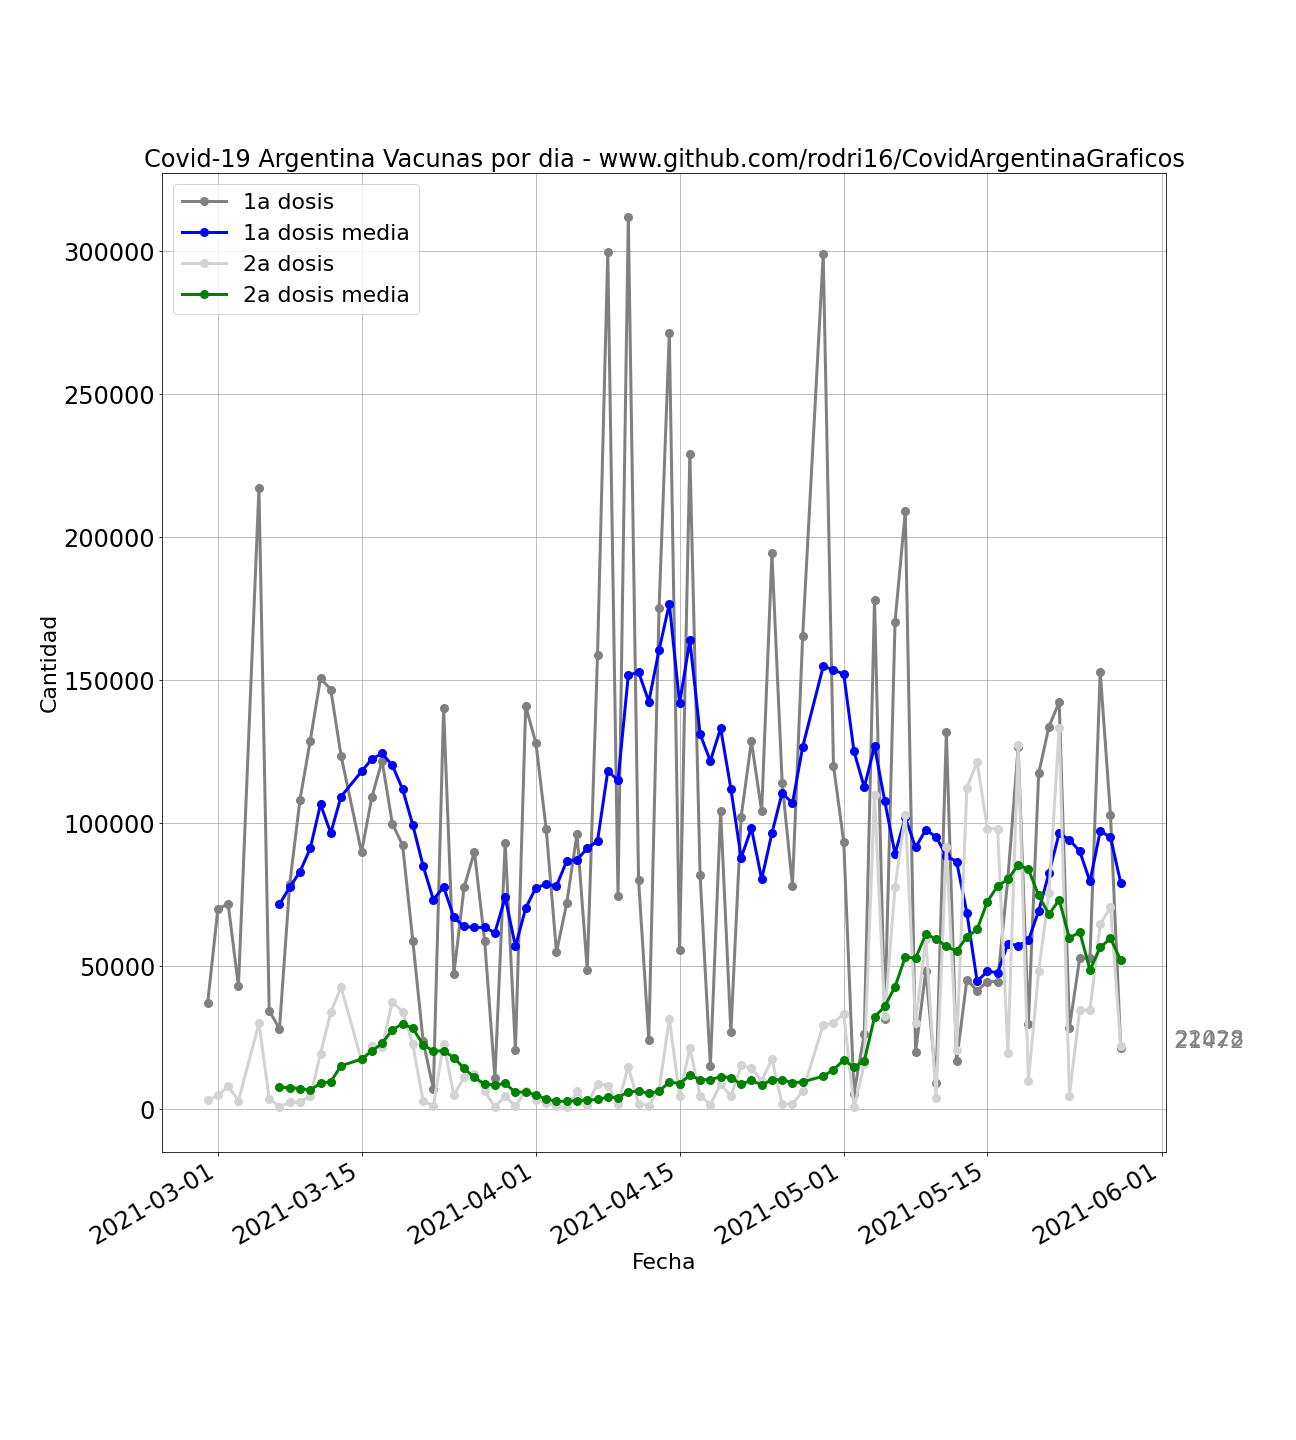 Covid-19 Argentina Vacunas por dia - www.github.com/rodri16/CovidArgentinaGraficos
1a dosis
1a dosis media
2a dosis
2a dosis media
300000
250000
200000
150000
100000
50000
0
Cantidad
2021-03-01
2021-03-15
2021-04-01
2021-04-15
2021-05-01
2021-05-15
2021-06-01
Fecha